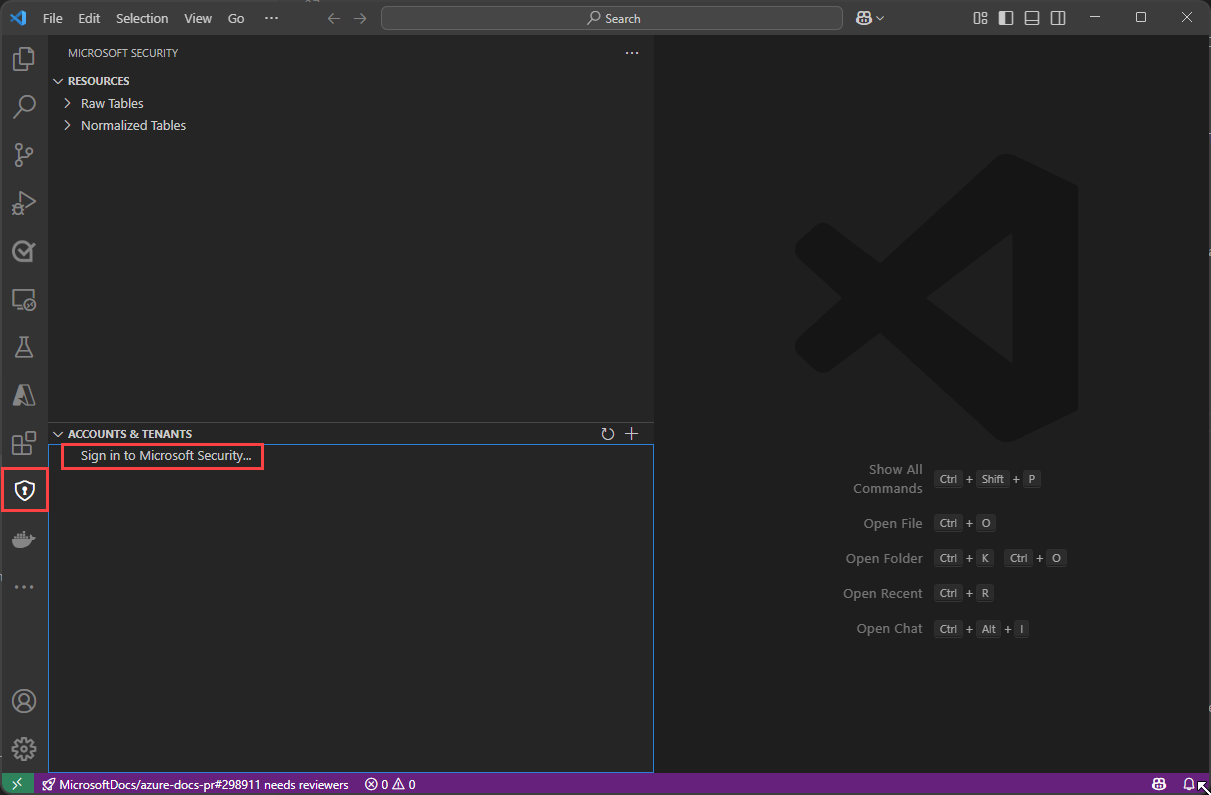 File Edit Selection View Go ··· Search
MICROSOFT SECURITY ···
RESOURCES
Raw Tables
Normalized Tables
ACCOUNTS & TENANTS
Sign in to Microsoft Security...
Show All Commands Ctrl + Shift + P
Open File Ctrl + O
Open Folder Ctrl + K Ctrl + O
Open Recent Ctrl + R
Open Chat Ctrl + Alt + I
MicrosoftDocs/azure-docs-pr#298911 needs reviewers 0 0